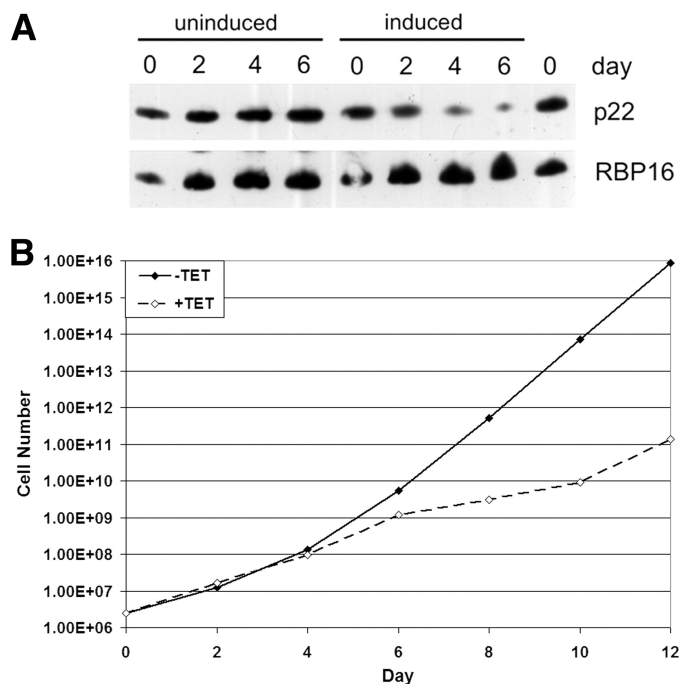 A
uninduced induced
0 2 4 6 0 2 4 6 0 day
p22
RBP16
B
1.00E+16
1.00E+15
1.00E+14
1.00E+13
1.00E+12
1.00E+11
1.00E+10
1.00E+09
1.00E+08
1.00E+07
1.00E+06
-TET
+TET
Cell Number
0 2 4 6 8 10 12
Day